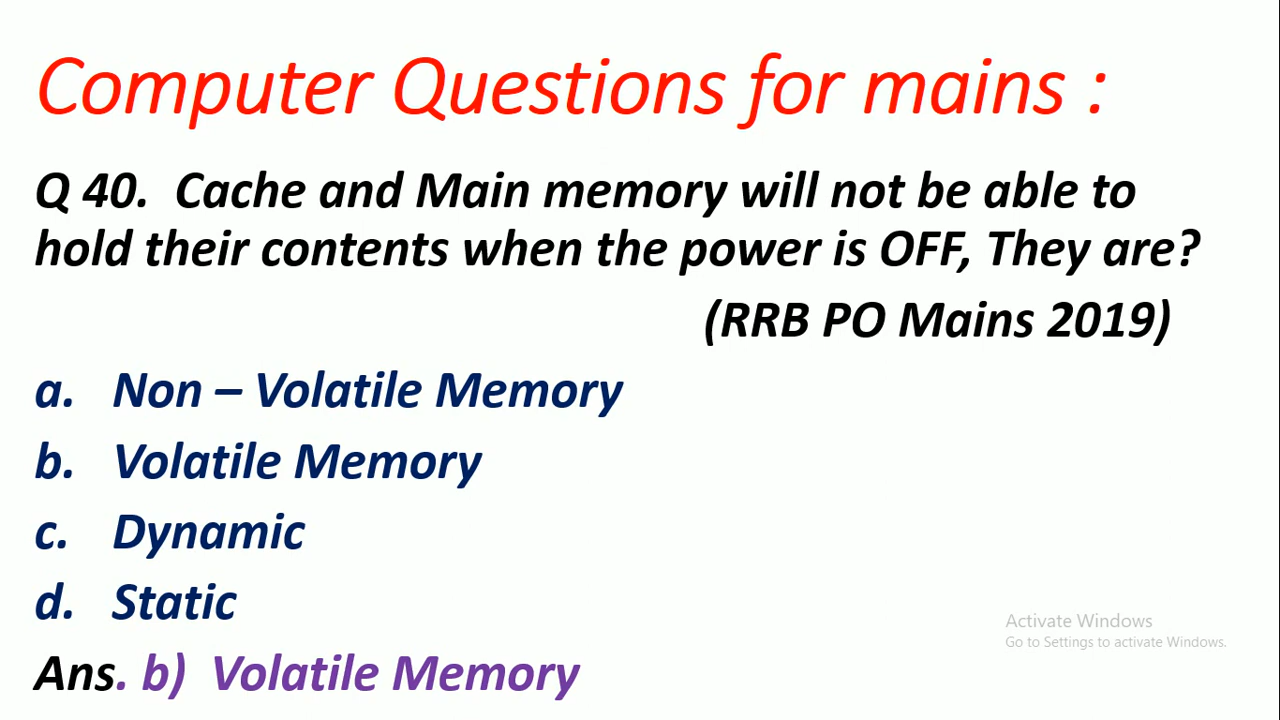 Computer Questions for mains :
Q 40. Cache and Main memory will not be able to
hold their contents when the power is OFF, They are?
(RRB PO Mains 2019)
a. Non – Volatile Memory
b. Volatile Memory
c. Dynamic
d. Static
Activate Windows
Go to Settings to activate Windows.
Ans. b) Volatile Memory